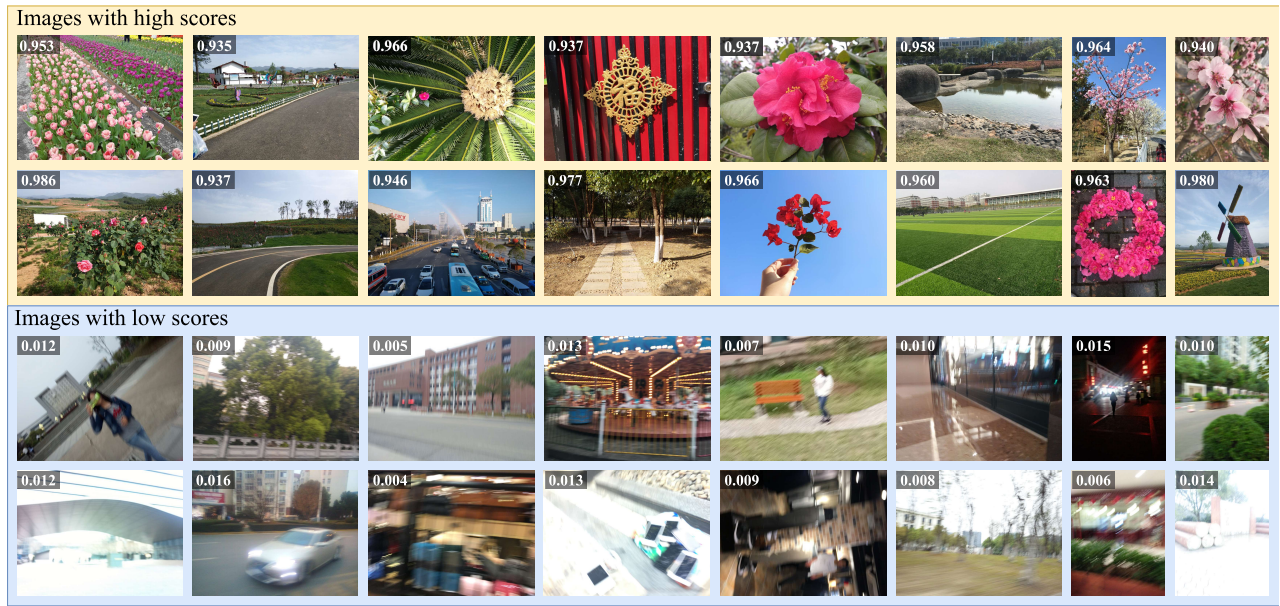 Images with high scores
0.953 0.935 0.966 0.937 0.937 0.958 0.964 0.940
福
0.986 0.937 0.946 0.977 0.966 0.960 0.963 0.980
Images with low scores
0.012 0.009 0.005 0.013 0.007 0.010 0.015 0.010
0.012 0.016 0.004 0.013 0.009 0.008 0.006 0.014